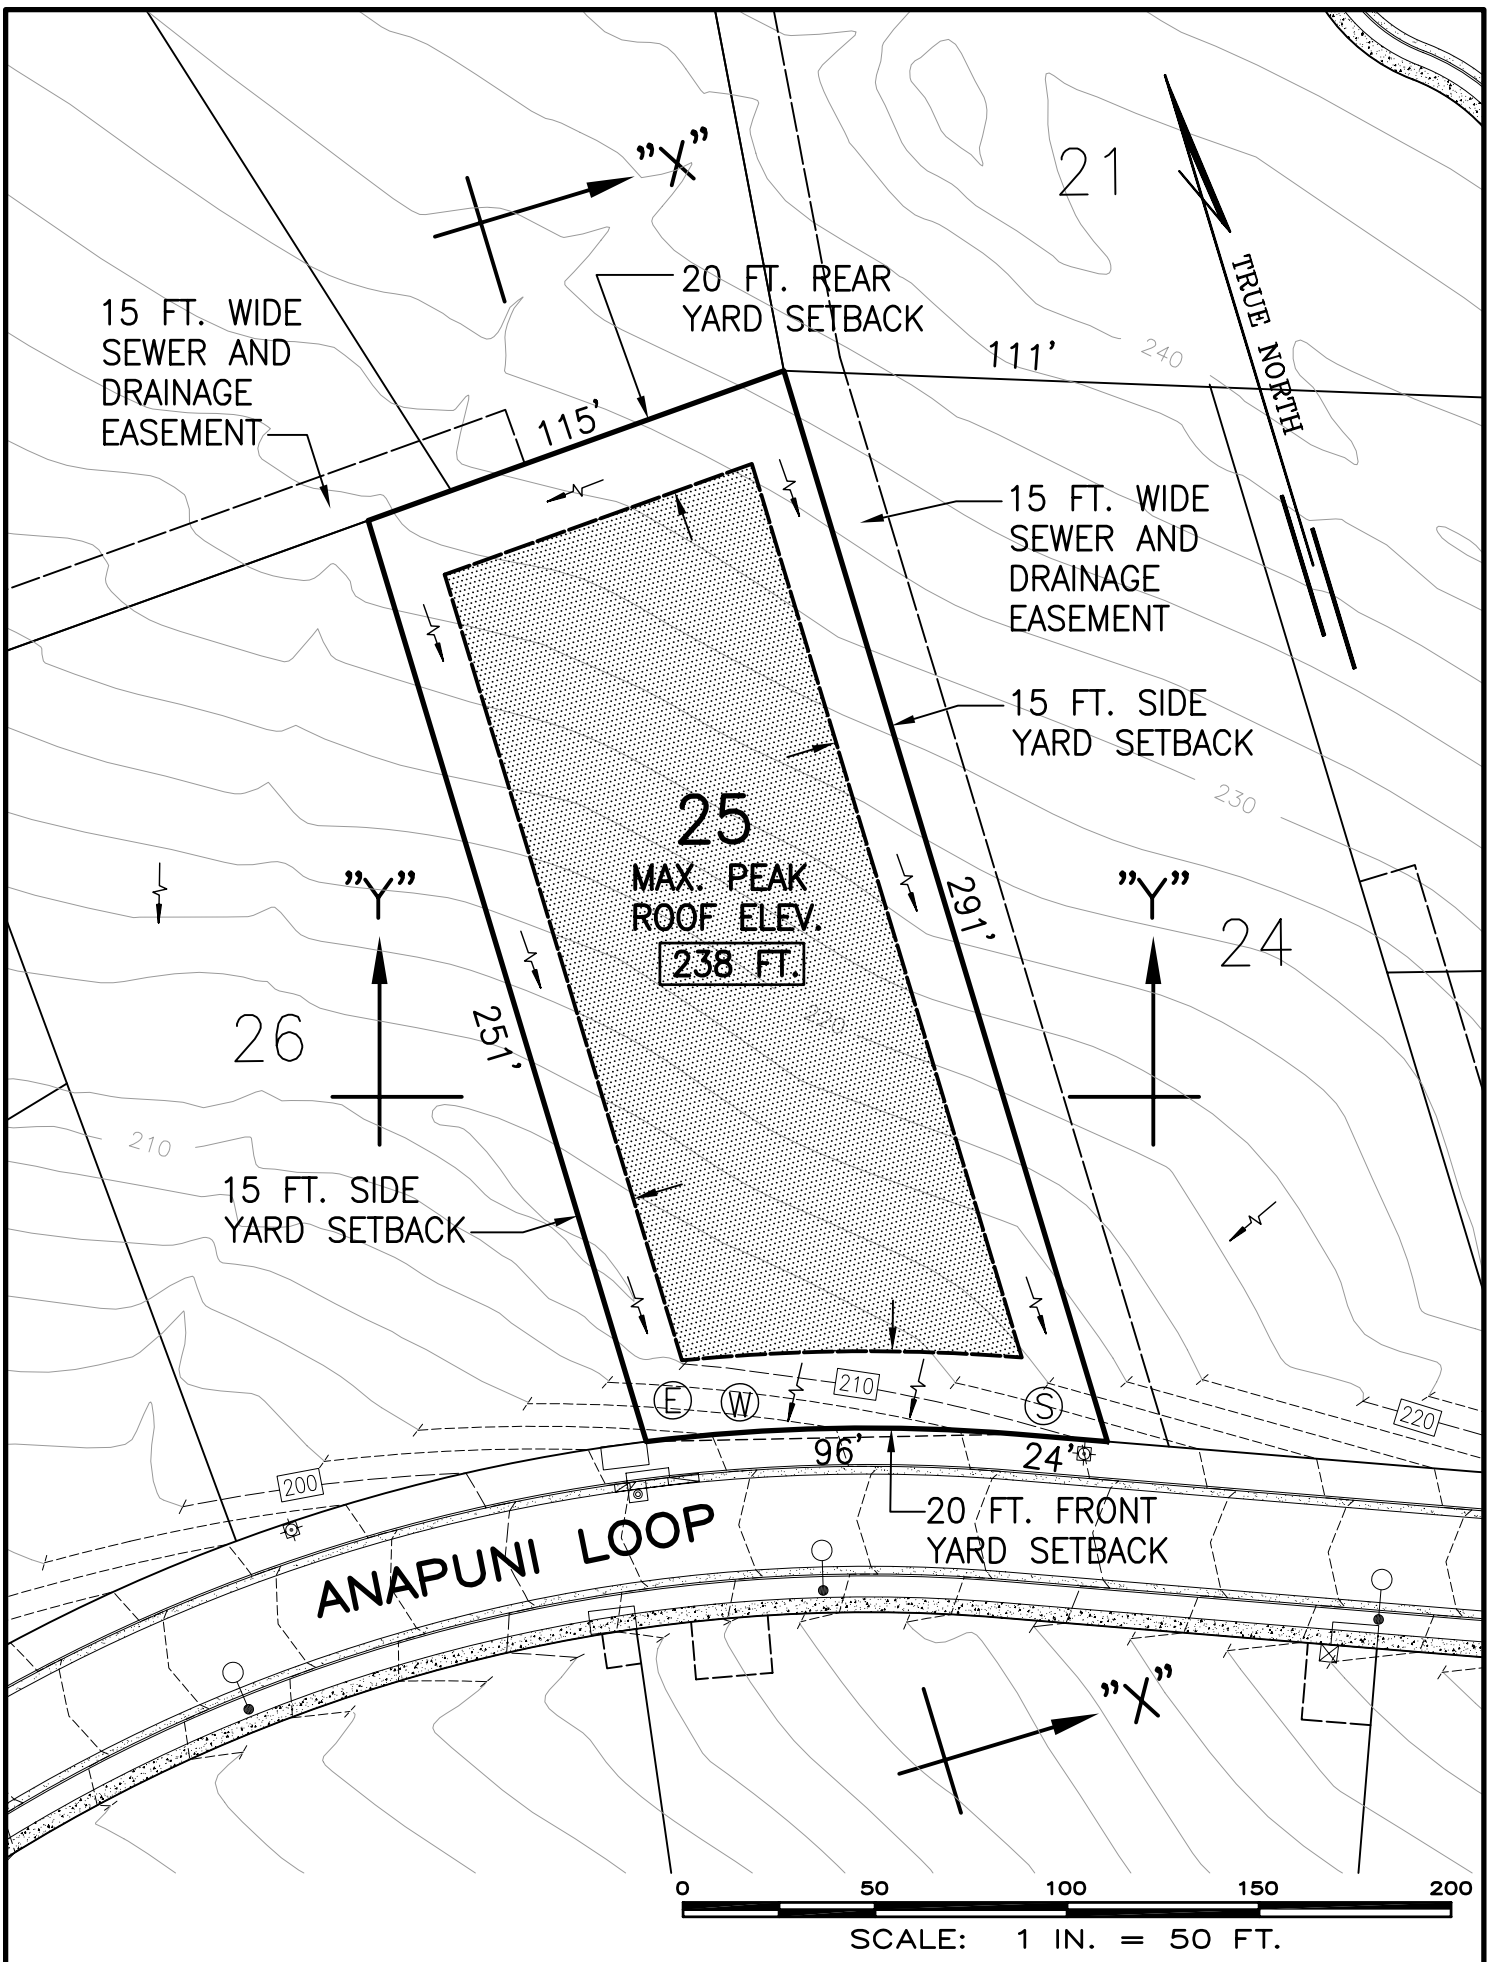 "X"
21
TRUE NORTH
20 FT. REAR
YARD SETBACK
15 FT. WIDE
SEWER AND
DRAINAGE
EASEMENT
111'
240
115'
15 FT. WIDE
SEWER AND
DRAINAGE
EASEMENT
15 FT. SIDE
YARD SETBACK
230
25
MAX. PEAK
ROOF ELEV.
238 FT.
"Y"
"Y"
291'
24
26
251'
220
210
15 FT. SIDE
YARD SETBACK
210
E
W
S
220
96'
24'
200
20 FT. FRONT
YARD SETBACK
ANAPUNI LOOP
"X"
0 50 100 150 200
SCALE: 1 IN. = 50 FT.